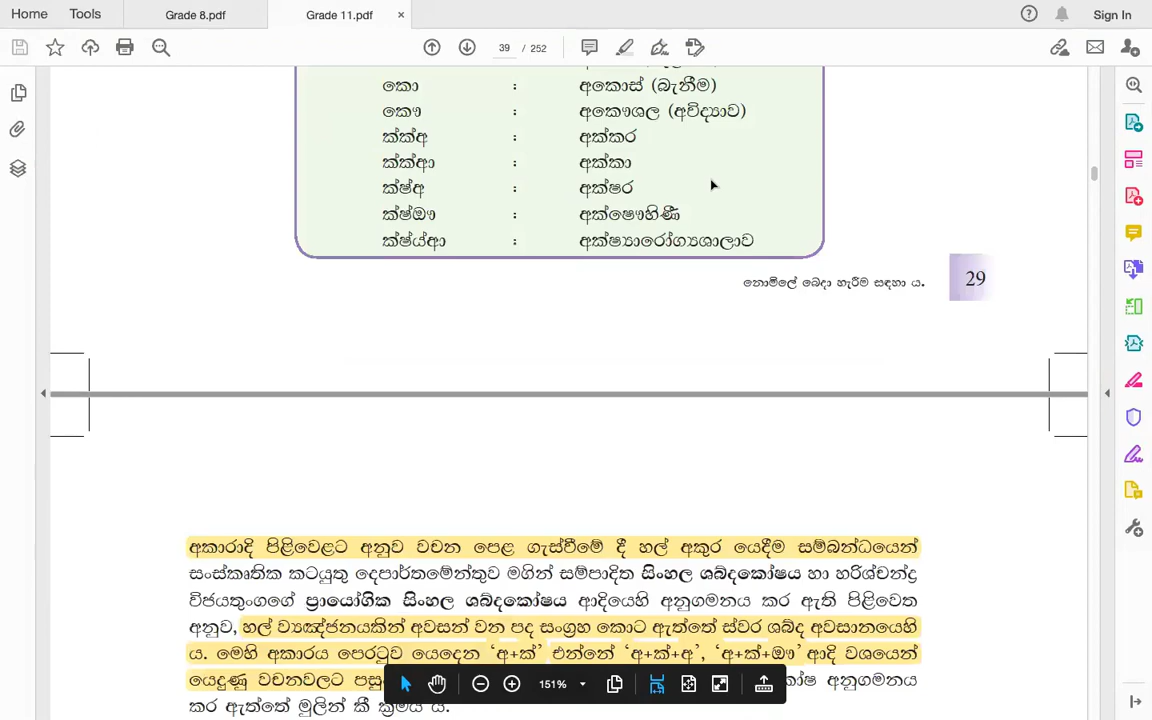 Home Tools Grade 8.pdf Grade 11.pdf × Sign In
39 / 252
කො : අකොස් (බැනීම)
කෞ : අකෞශල (අවිද්‍යාව)
ක්ක්අ : අක්කර
ක්ක්ආ : අක්කා
ක්ෂ්අ : අක්ෂර
ක්ෂ්ඖ : අක්ෂෞහිණී
ක්ෂ්ය්ආ : අක්ෂ්‍යාරෝග්‍යශාලාව
නොමිලේ බෙදා හැරීම සඳහා ය. 29
අකාරාදි පිළිවෙළට අනුව වචන පෙළ ගැස්වීමේ දී හල් අකුර යෙදීම සම්බන්ධයෙන්
සංස්කෘතික කටයුතු දෙපාර්තමේන්තුව මගින් සම්පාදිත සිංහල ශබ්දකෝෂය හා හරිශ්චන්ද්‍ර
විජයතුංගගේ ප්‍රායෝගික සිංහල ශබ්දකෝෂය ආදියෙහි අනුගමනය කර ඇති පිළිවෙත
අනුව, හල් ව්‍යඤ්ජනයකින් අවසන් වන පද සංග්‍රහ කොට ඇත්තේ ස්වර ශබ්ද අවසානයෙහි
ය. මෙහි අකාරය පෙරටුව යෙදෙන ‘අ+ක්’ එන්නේ ‘අ+ක්+අ’, ‘අ+ක්+ඖ’ ආදි වශයෙන්
යෙදුණු වචනවලට අනුගමනය
කර ඇත්තේ මුලින් කී ක්‍රමය ය.
151%